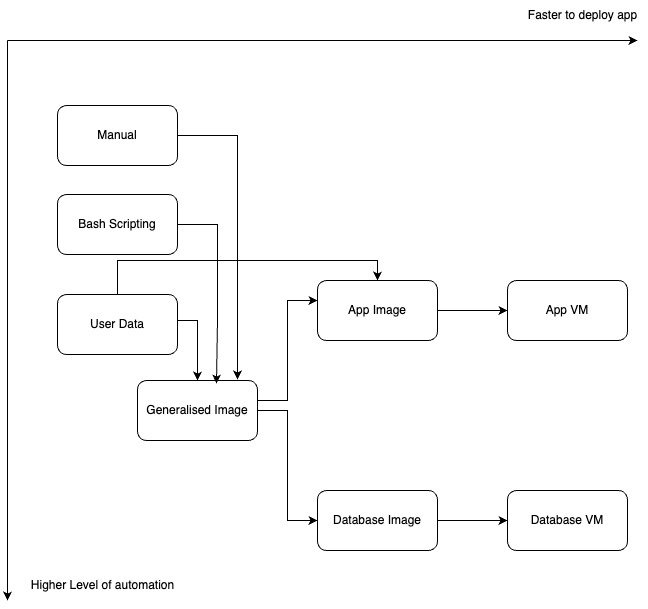 Faster to deploy app
Manual
Bash Scripting
User Data
App Image
App VM
Generalised Image
Database Image
Database VM
Higher Level of automation